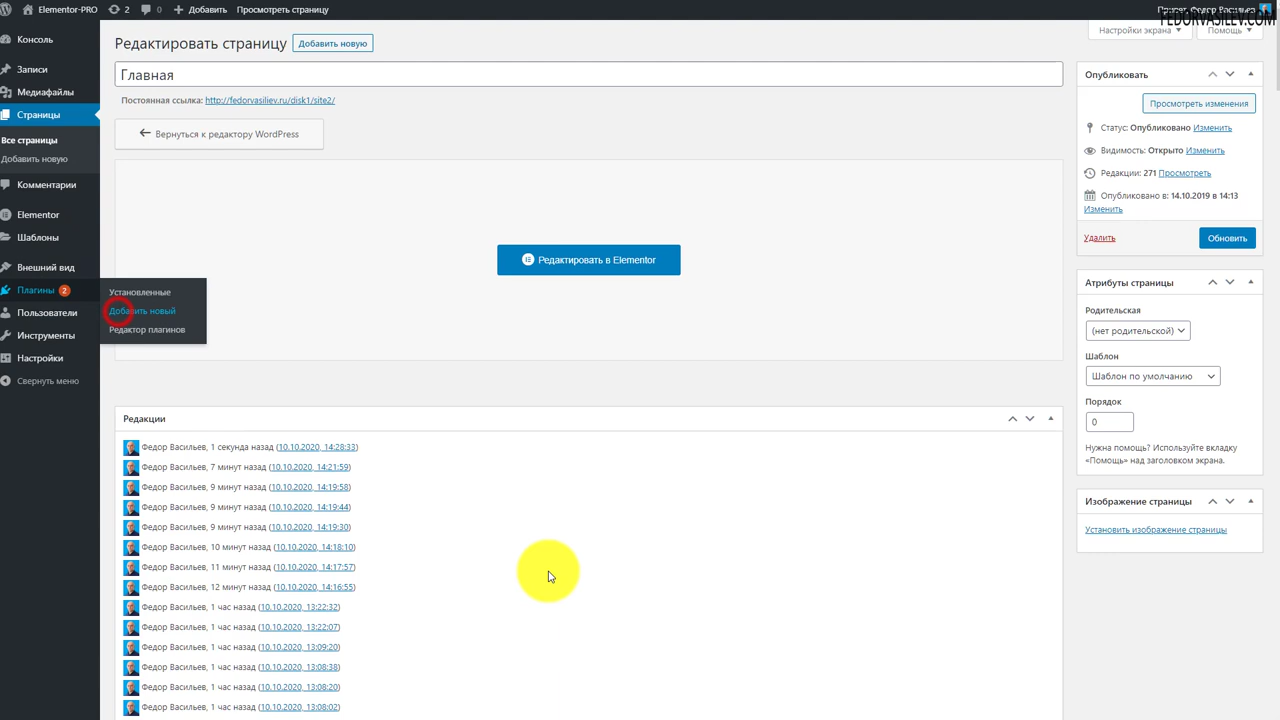 Elementor-PRO 2 0 Добавить Просмотреть страницу
FEDORVASILEV.COM
Консоль
Записи
Медиафайлы
Страницы
Все страницы
Добавить новую
Комментарии
Elementor
Шаблоны
Внешний вид
Плагины 2
Пользователи
Инструменты
Настройки
Свернуть меню
Установленные
Добавить новый
Редактор плагинов
Настройки экрана
Помощь
Редактировать страницу
Добавить новую
Главная
Постоянная ссылка: http://fedorvasiliev.ru/disk1/site2/
Вернуться к редактору WordPress
Редактировать в Elementor
Редакции
Федор Васильев, 1 секунда назад (10.10.2020, 14:28:33)
Федор Васильев, 7 минут назад (10.10.2020, 14:21:59)
Федор Васильев, 9 минут назад (10.10.2020, 14:19:58)
Федор Васильев, 9 минут назад (10.10.2020, 14:19:44)
Федор Васильев, 9 минут назад (10.10.2020, 14:19:30)
Федор Васильев, 10 минут назад (10.10.2020, 14:18:10)
Федор Васильев, 11 минут назад (10.10.2020, 14:17:57)
Федор Васильев, 12 минут назад (10.10.2020, 14:16:55)
Федор Васильев, 1 час назад (10.10.2020, 13:22:32)
Федор Васильев, 1 час назад (10.10.2020, 13:22:07)
Федор Васильев, 1 час назад (10.10.2020, 13:09:20)
Федор Васильев, 1 час назад (10.10.2020, 13:08:38)
Федор Васильев, 1 час назад (10.10.2020, 13:08:20)
Федор Васильев, 1 час назад (10.10.2020, 13:08:02)
Опубликовать
Просмотреть изменения
Статус: Опубликовано Изменить
Видимость: Открыто Изменить
Редакции: 271 Просмотреть
Опубликовано в: 14.10.2019 в 14:13
Изменить
Удалить
Обновить
Атрибуты страницы
Родительская
(нет родительской)
Шаблон
Шаблон по умолчанию
Порядок
0
Нужна помощь? Используйте вкладку
«Помощь» над заголовком экрана.
Изображение страницы
Установить изображение страницы